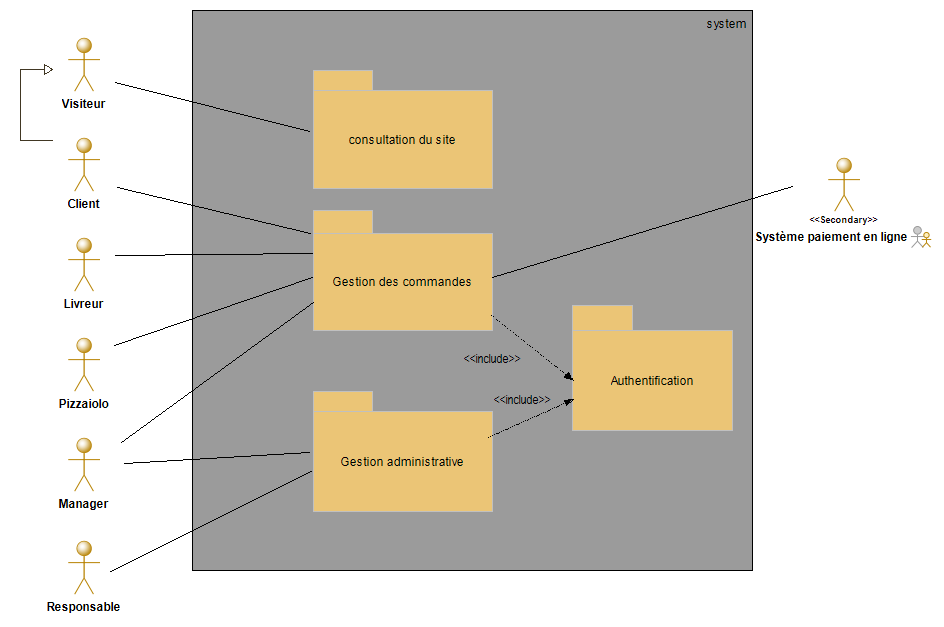 system
Visiteur
consultation du site
Client
<<Secondary>>
Système paiement en ligne
Gestion des commandes
Livreur
<<include>>
Authentification
Pizzaiolo
<<include>>
Gestion administrative
Manager
Responsable